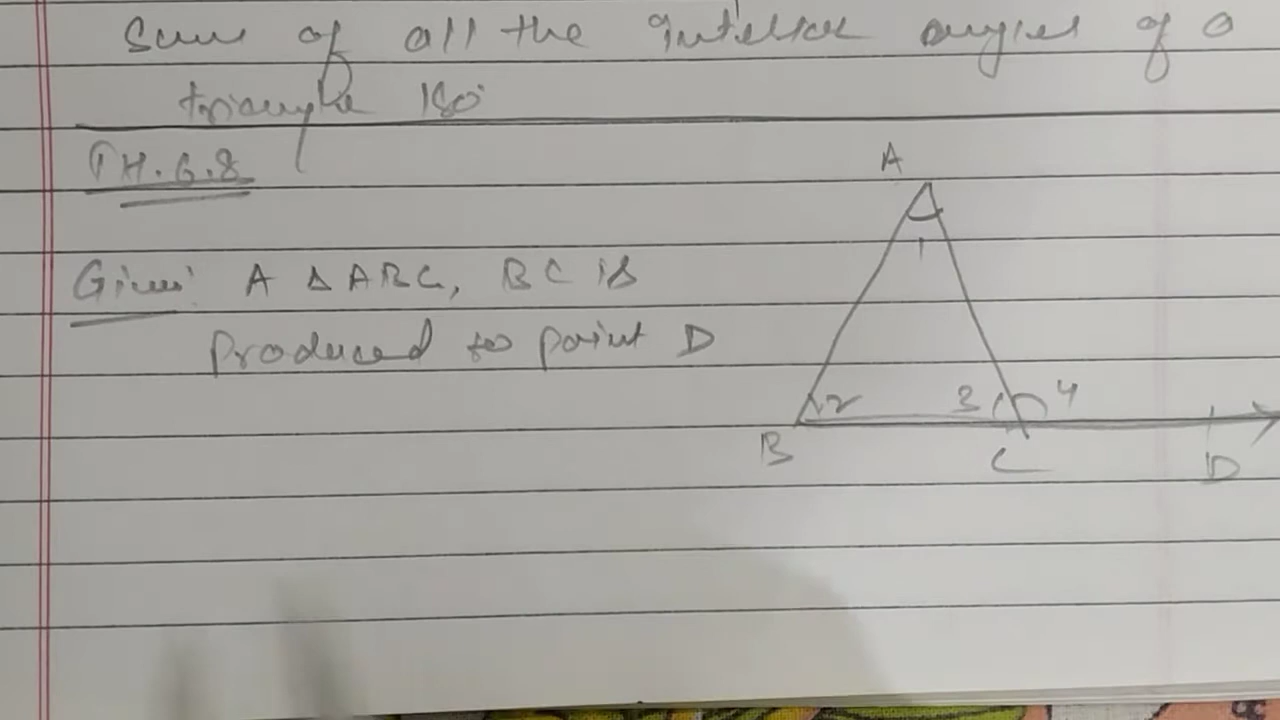 Sum of all the interior angles of a
triangle 180°
TH. 6.8
A
Given: A Δ ABC, BC is
1
produced to point D
2 3 4
B C D